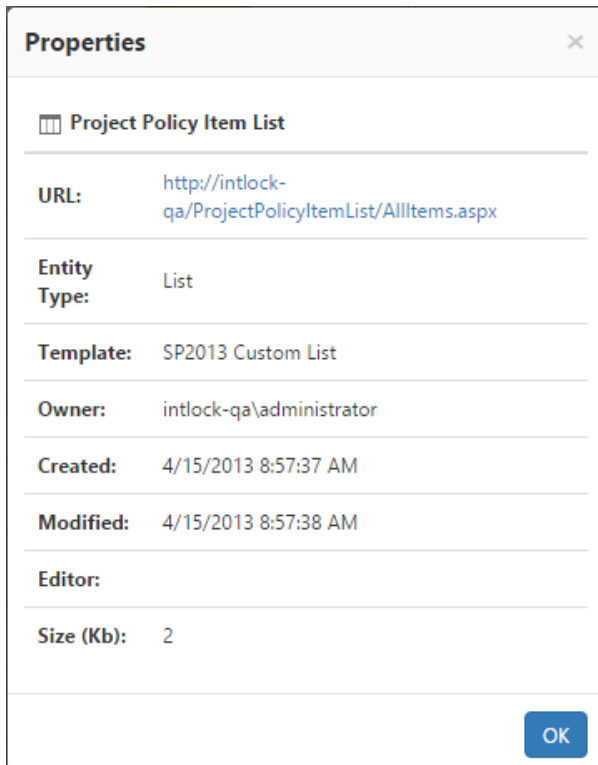 Properties
×
Project Policy Item List
URL:
http://intlock-
qa/ProjectPolicyItemList/AllItems.aspx
Entity
Type:
List
Template: SP2013 Custom List
Owner: intlock-qa\administrator
Created: 4/15/2013 8:57:37 AM
Modified: 4/15/2013 8:57:38 AM
Editor:
Size (Kb): 2
OK